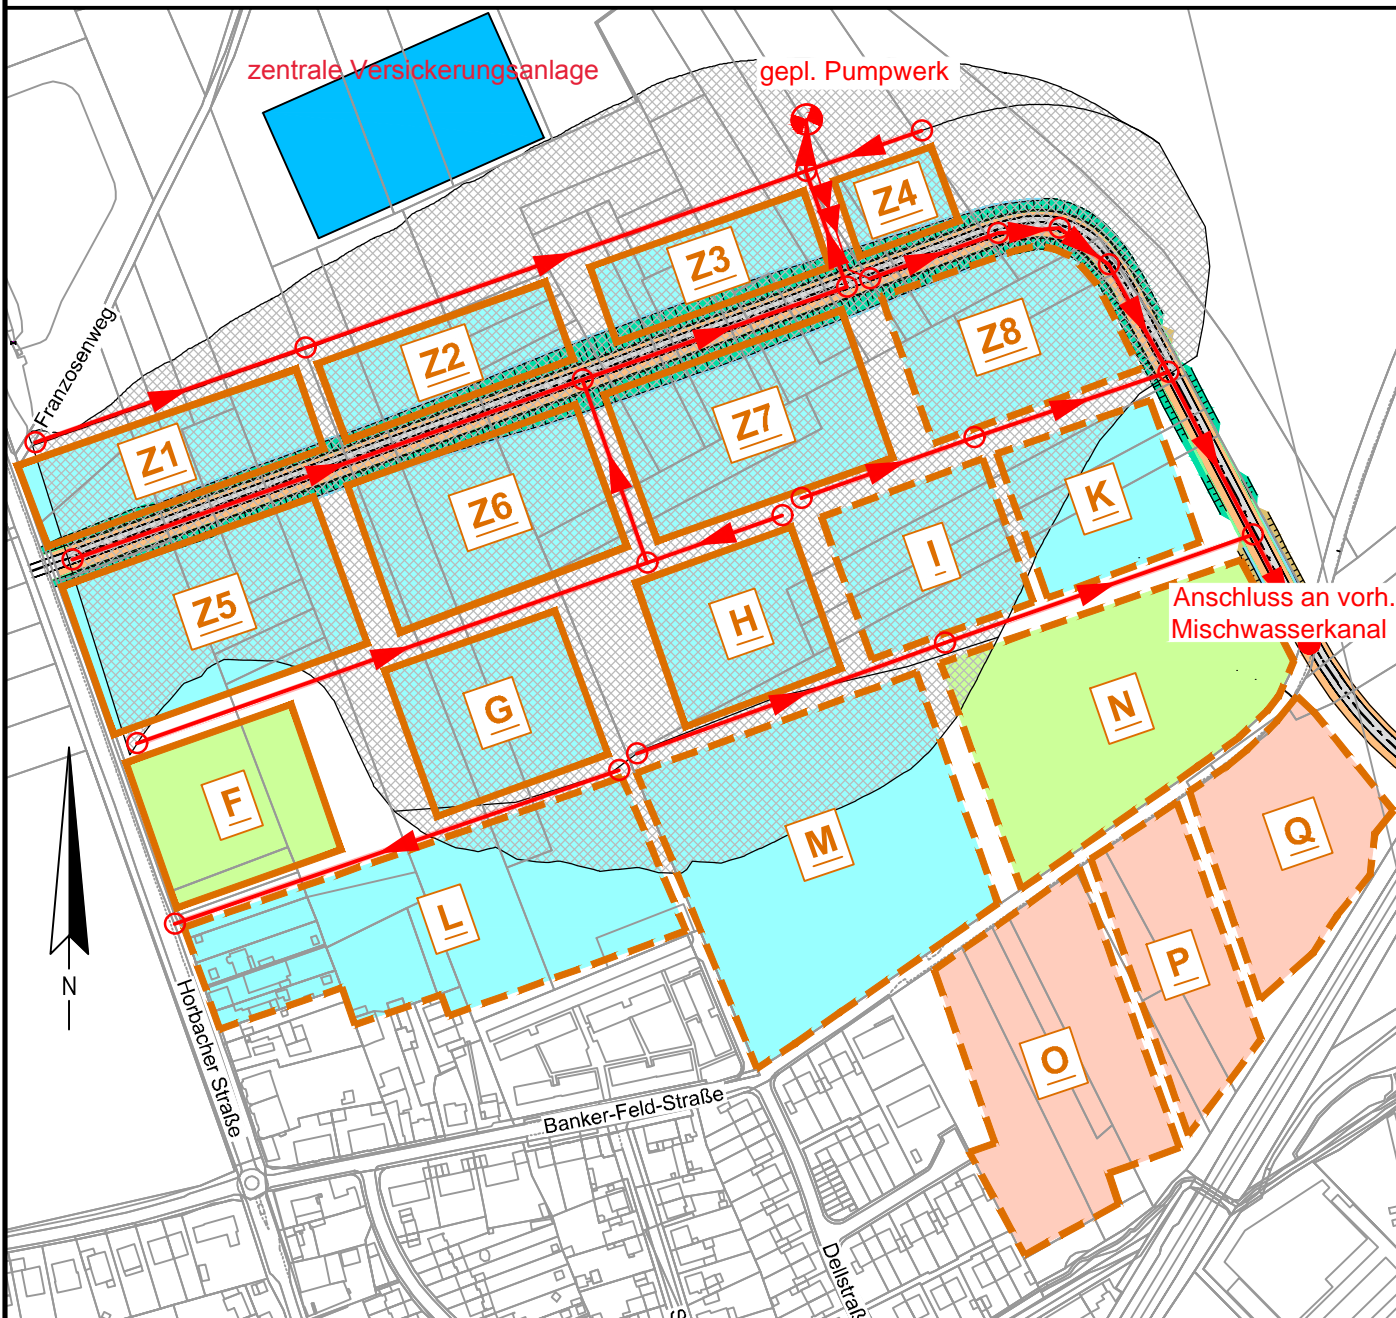 zentrale Versickerungsanlage
gepl. Pumpwerk
Z4
Z3
Z8
Z2
Franzosenweg
Z7
Z1
Z6
K
I
Z5
H
Anschluss an vorh.
Mischwasserkanal
G
N
F
M
Q
L
P
N
O
Horbacher Straße
Banker-Feld-Straße